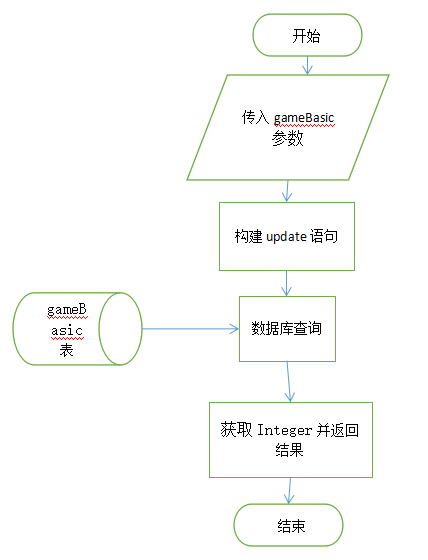 开始
传入 gameBasic
参数
构建 update 语句
gameB
asic
表
数据库查询
获取 Integer 并返回
结果
结束